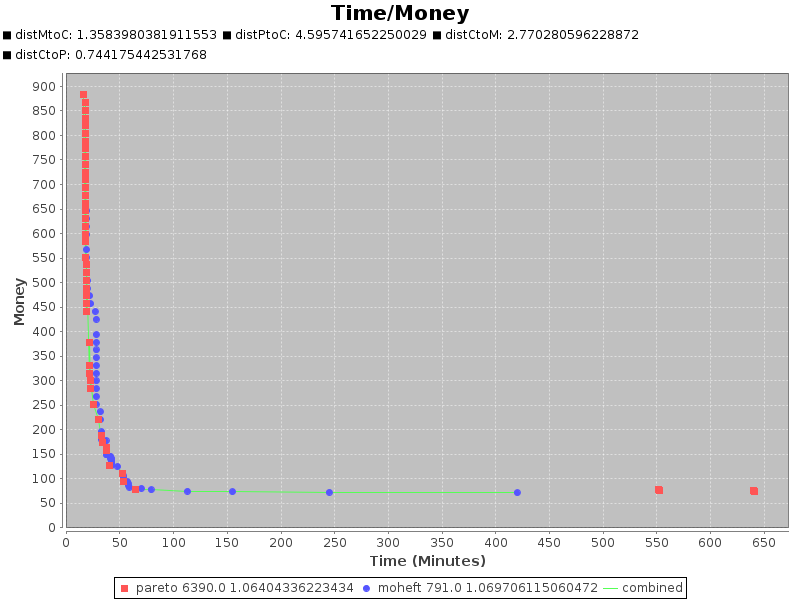 Time/Money
distMtoC: 1.3583980381911553 distPtoC: 4.595741652250029 distCtoM: 2.770280596228872
distCtoP: 0.744175442531768
900
850
800
750
700
650
600
550
500
450
400
350
300
250
200
150
100
50
0
Money
0 50 100 150 200 250 300 350 400 450 500 550 600 650
Time (Minutes)
pareto 6390.0 1.06404336223434 moheft 791.0 1.069706115060472 combined